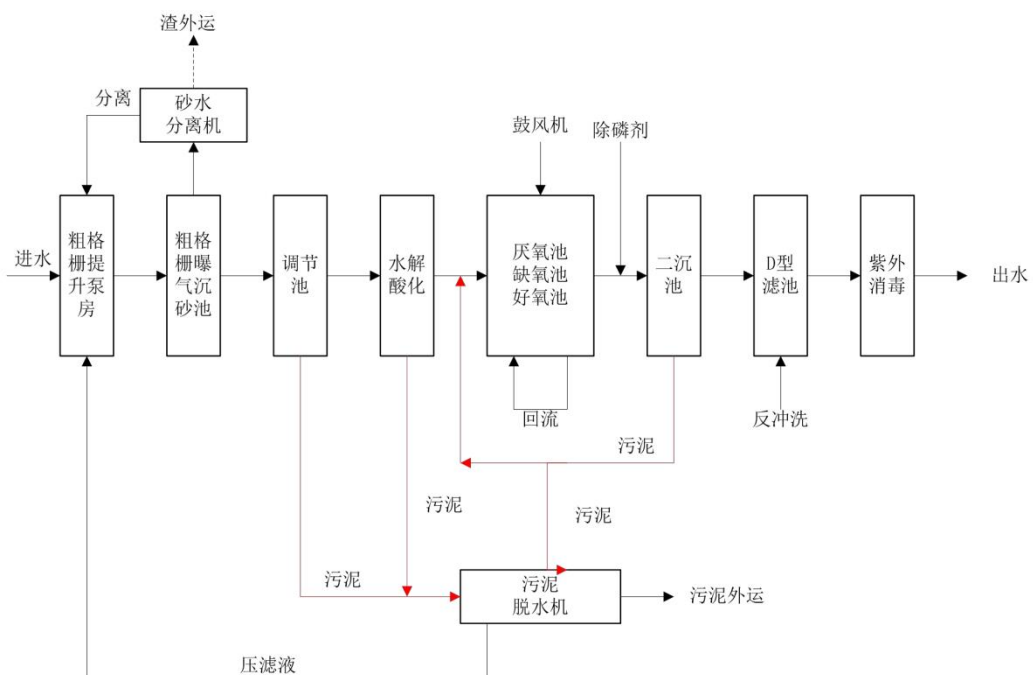 渣外运
分离
砂水
分离机
鼓风机
除磷剂
进水
粗格
栅提
升泵
房
粗格
栅曝
气沉
砂池
调节
池
水解
酸化
厌氧池
缺氧池
好氧池
二沉
池
D型
滤池
紫外
消毒
出水
回流
反冲洗
污泥
污泥
污泥
污泥
污泥
脱水机
污泥外运
压滤液